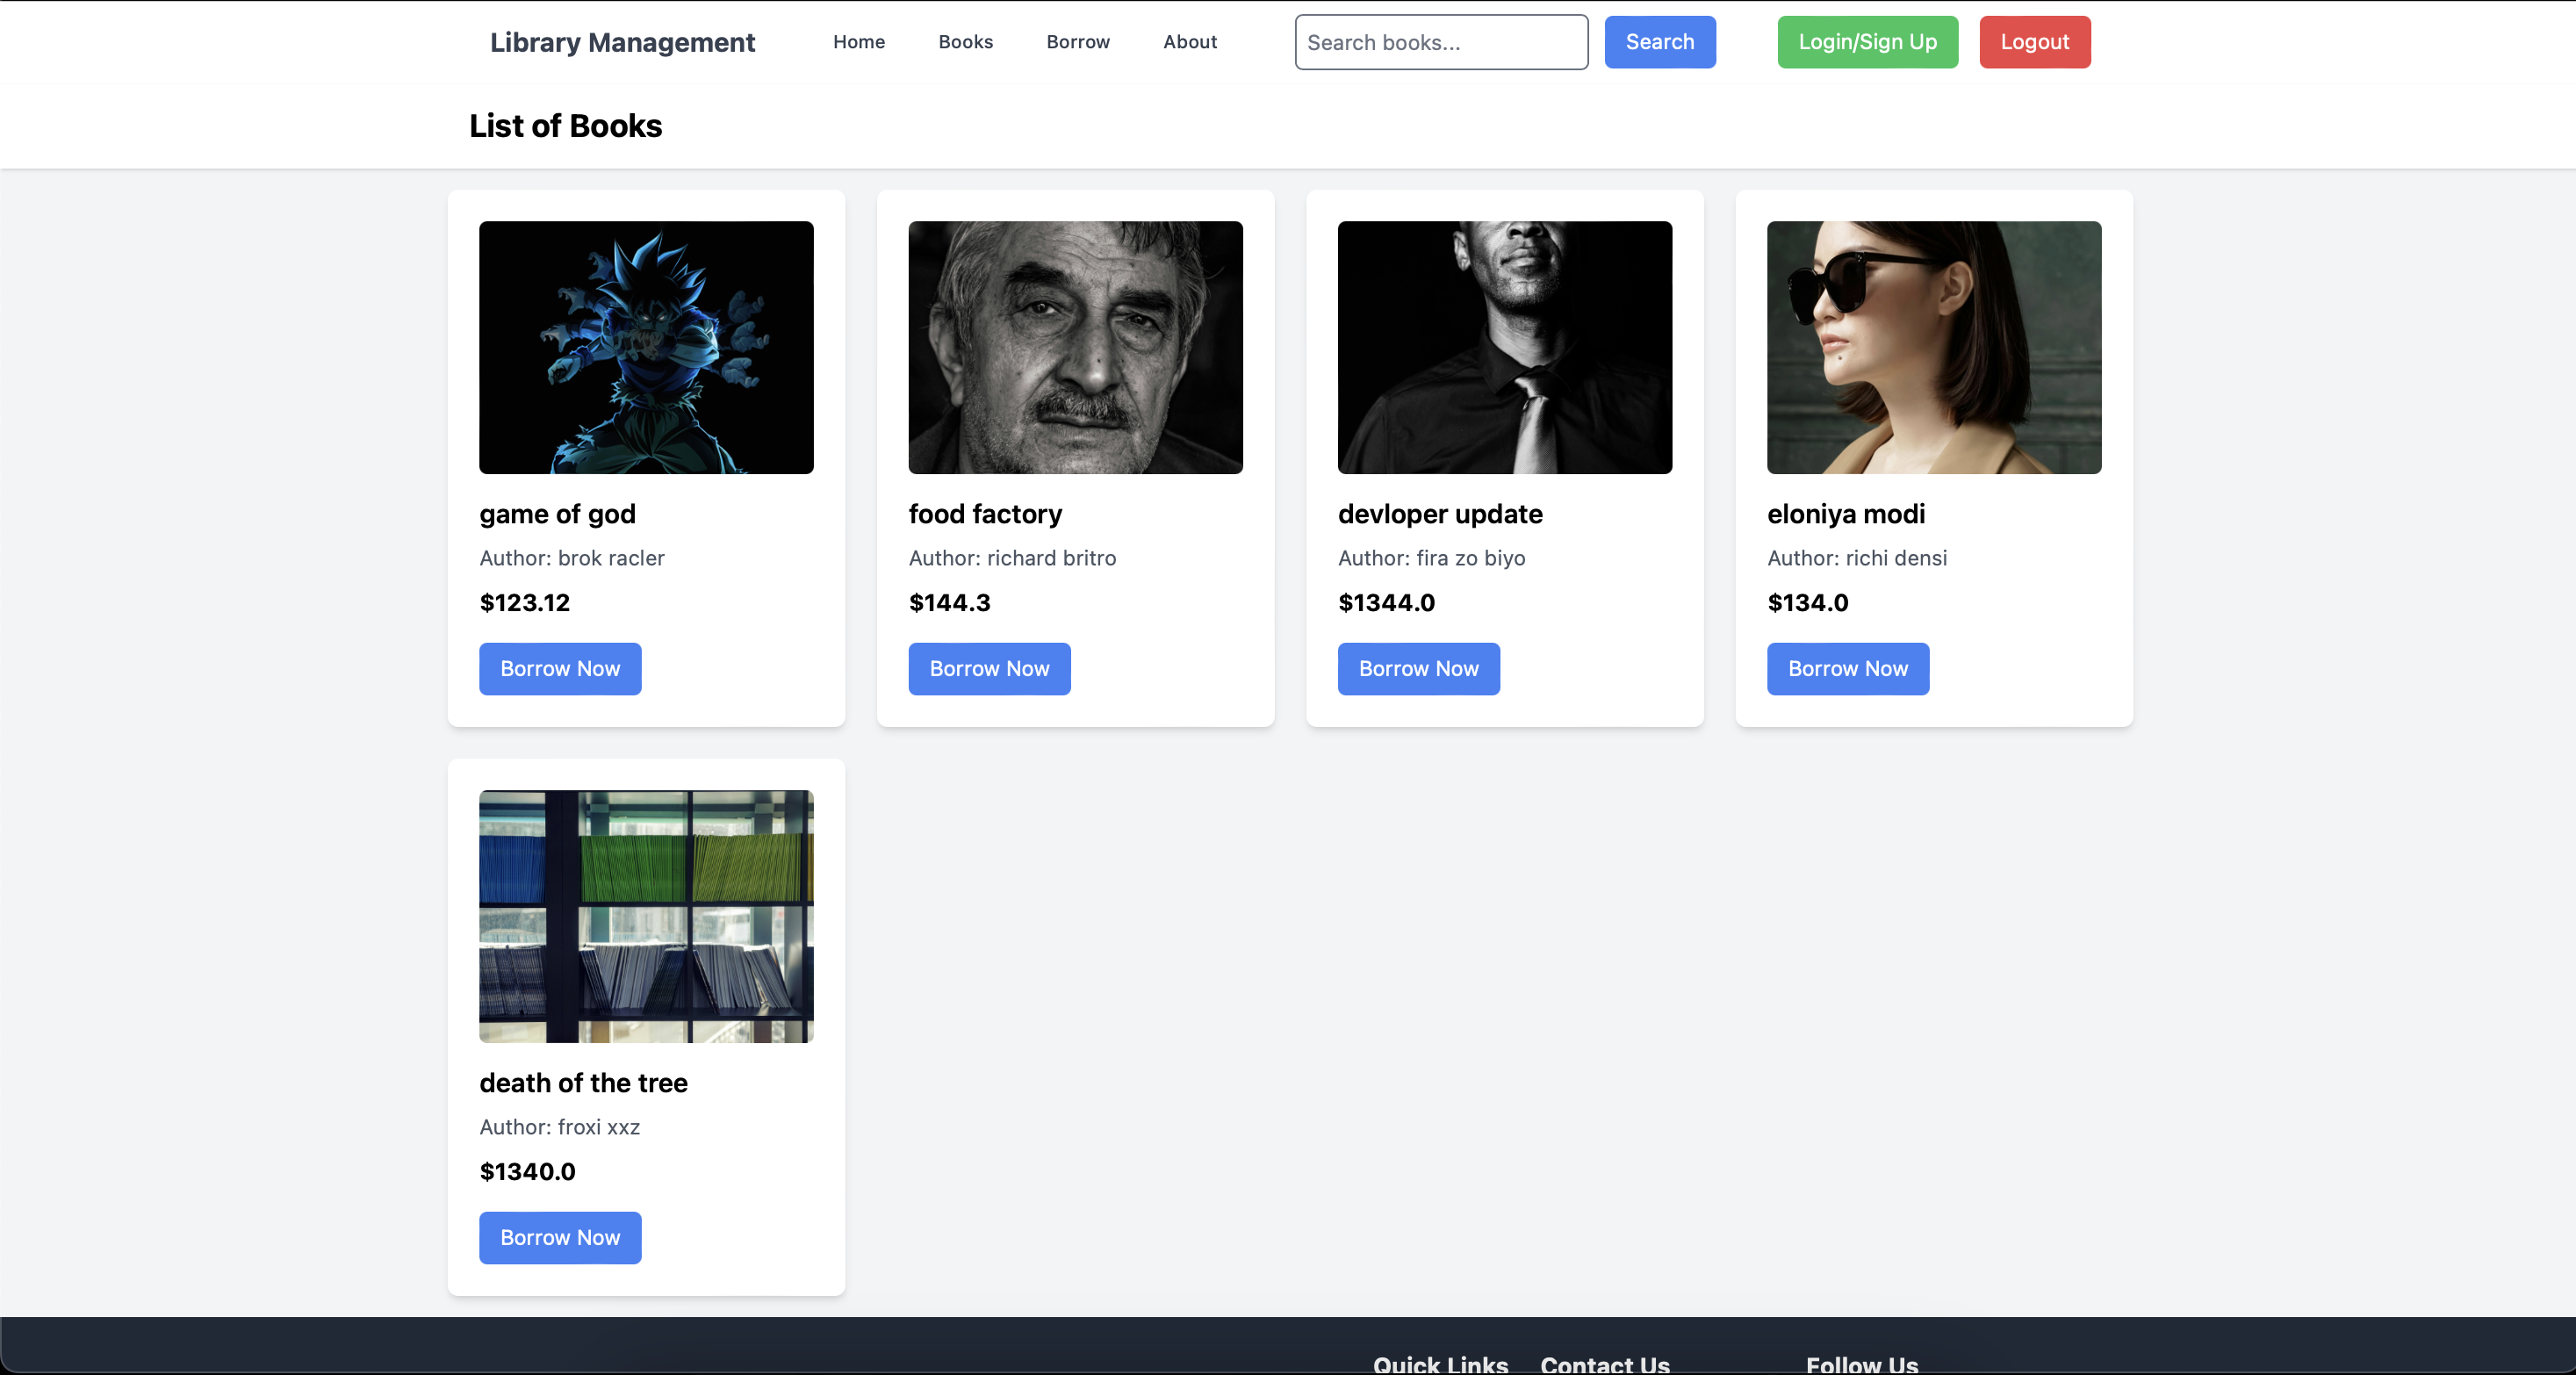 Library Management Home Books Borrow About Search books... Search Login/Sign Up Logout
List of Books
game of god
Author: brok racler
$123.12
Borrow Now
food factory
Author: richard britro
$144.3
Borrow Now
devloper update
Author: fira zo biyo
$1344.0
Borrow Now
eloniya modi
Author: richi densi
$134.0
Borrow Now
death of the tree
Author: froxi xxz
$1340.0
Borrow Now
Quick Links Contact Us Follow Us